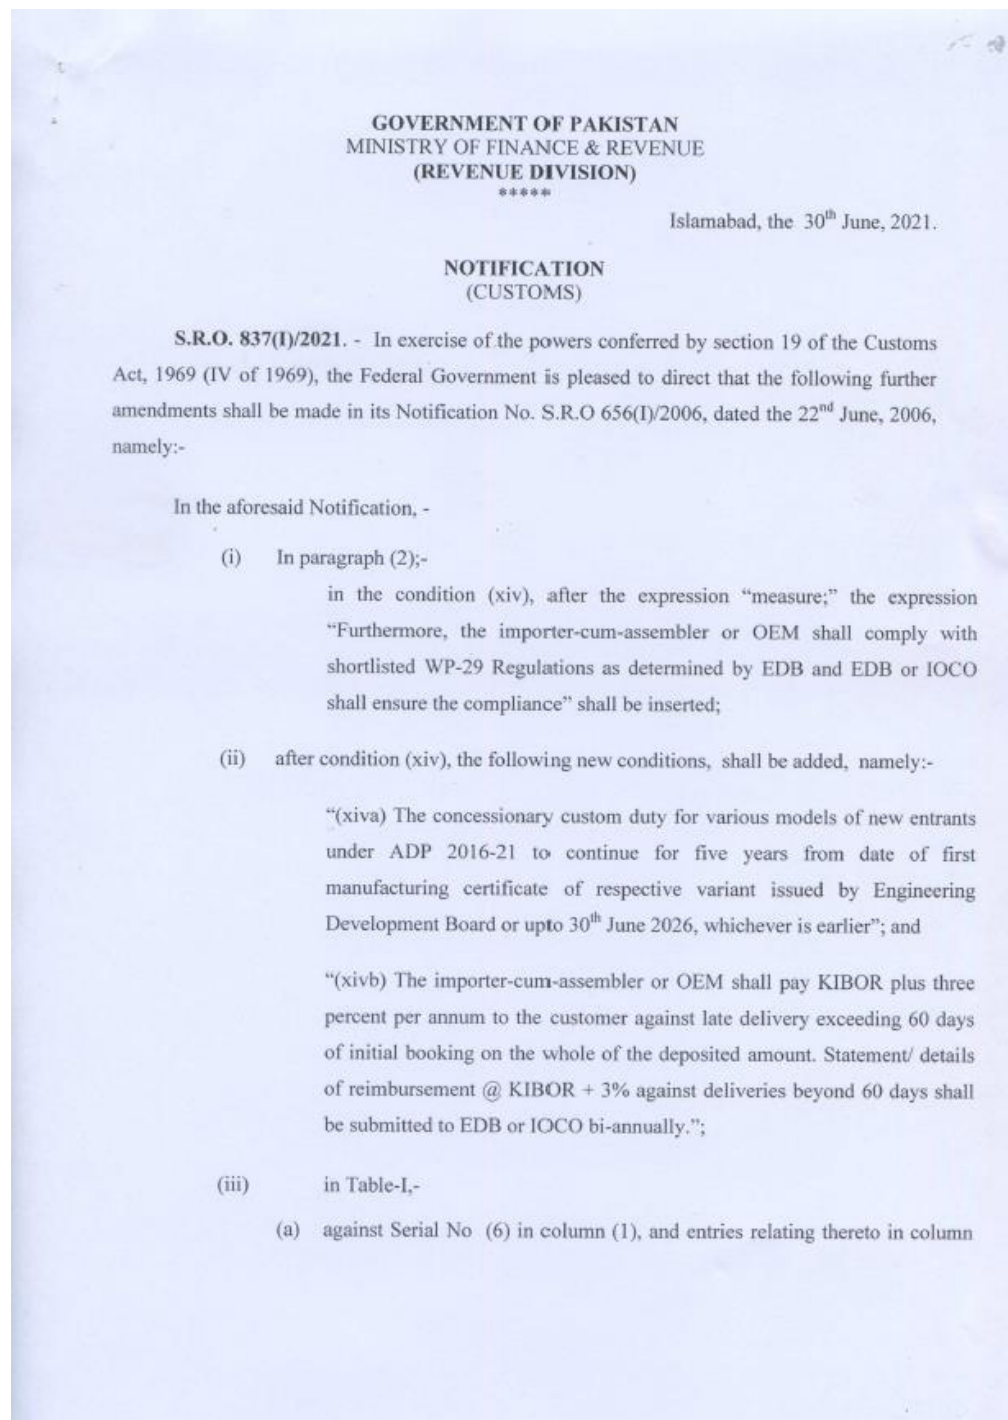 GOVERNMENT OF PAKISTAN
MINISTRY OF FINANCE & REVENUE
(REVENUE DIVISION)
*****
Islamabad, the 30th June, 2021.
NOTIFICATION
(CUSTOMS)
S.R.O. 837(I)/2021. - In exercise of the powers conferred by section 19 of the Customs
Act, 1969 (IV of 1969), the Federal Government is pleased to direct that the following further
amendments shall be made in its Notification No. S.R.O 656(I)/2006, dated the 22nd June, 2006,
namely:-
In the aforesaid Notification, -
(i) In paragraph (2);-
in the condition (xiv), after the expression “measure;” the expression
“Furthermore, the importer-cum-assembler or OEM shall comply with
shortlisted WP-29 Regulations as determined by EDB and EDB or IOCO
shall ensure the compliance” shall be inserted;
(ii) after condition (xiv), the following new conditions, shall be added, namely:-
“(xiva) The concessionary custom duty for various models of new entrants
under ADP 2016-21 to continue for five years from date of first
manufacturing certificate of respective variant issued by Engineering
Development Board or upto 30th June 2026, whichever is earlier”; and
“(xivb) The importer-cum-assembler or OEM shall pay KIBOR plus three
percent per annum to the customer against late delivery exceeding 60 days
of initial booking on the whole of the deposited amount. Statement/ details
of reimbursement @ KIBOR + 3% against deliveries beyond 60 days shall
be submitted to EDB or IOCO bi-annually.”;
(iii) in Table-I,-
(a) against Serial No (6) in column (1), and entries relating thereto in column